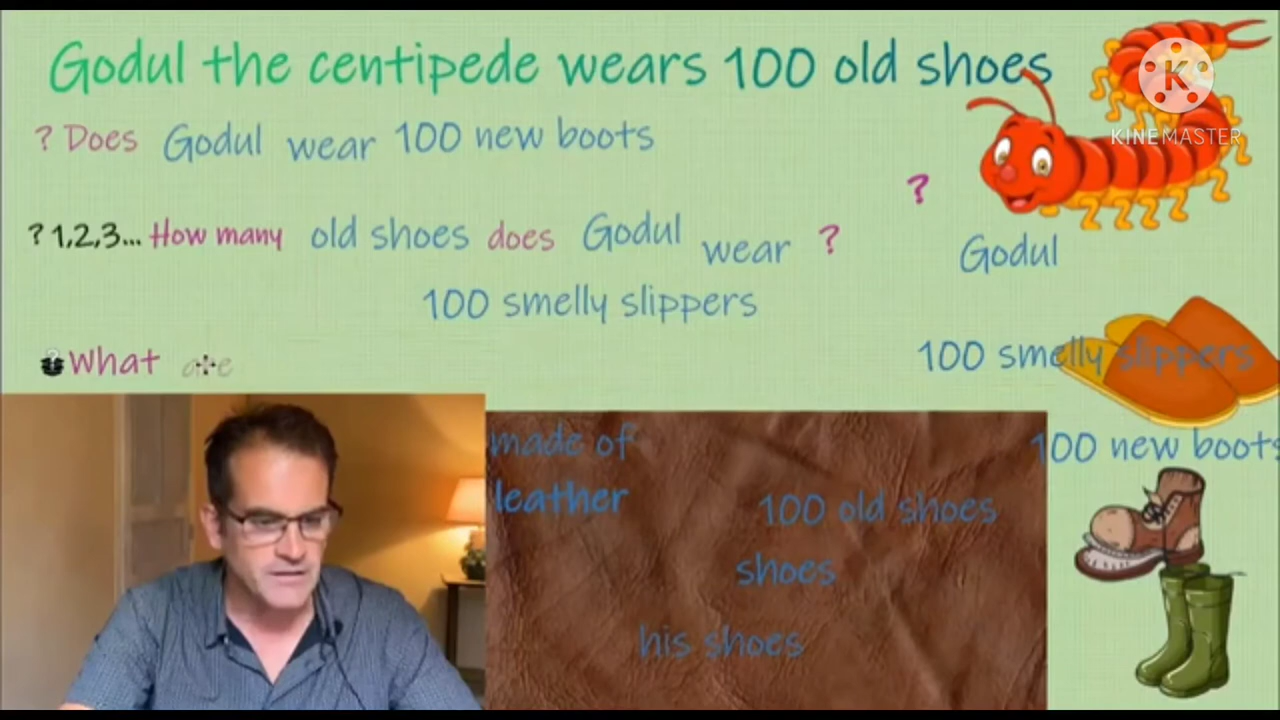 Godul the centipede wears 100 old shoes
KINEMASTER
? Does Godul wear 100 new boots
?
? 1,2,3... How many old shoes does Godul wear ?
Godul
100 smelly slippers
100 smelly slippers
What are
100 new boots
made of
leather
100 old shoes
shoes
his shoes